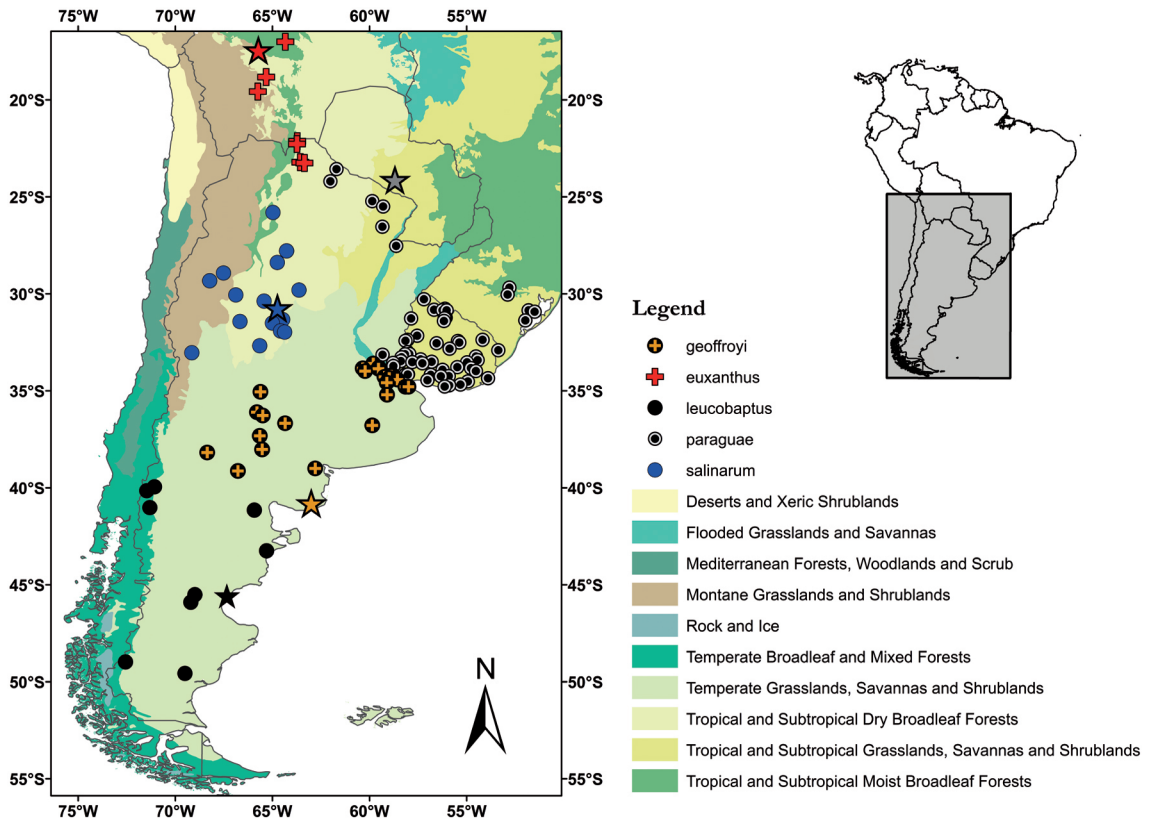 75°W 70°W 65°W 60°W 55°W
20°S 20°S
25°S 25°S
30°S 30°S
Legend
geoffroyi
35°S 35°S
euxanthus
leucobaptus
paraguae
salinarum
40°S 40°S
Deserts and Xeric Shrublands
Flooded Grasslands and Savannas
Mediterranean Forests, Woodlands and Scrub
45°S 45°S
Montane Grasslands and Shrublands
Rock and Ice
Temperate Broadleaf and Mixed Forests
N
50°S 50°S
Temperate Grasslands, Savannas and Shrublands
Tropical and Subtropical Dry Broadleaf Forests
Tropical and Subtropical Grasslands, Savannas and Shrublands
55°S 55°S
Tropical and Subtropical Moist Broadleaf Forests
75°W 70°W 65°W 60°W 55°W